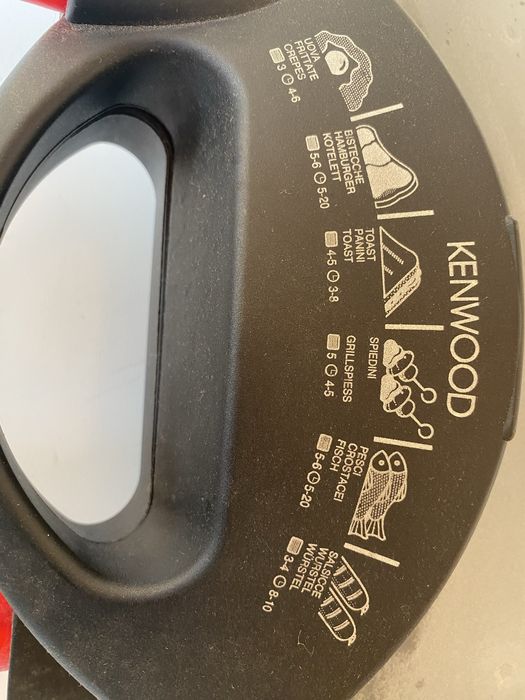 KENWOOD
UOVA
FRITTATE
CREPES
3 4-6
BISTECCHE
HAMBURGER
KOTELETT
5-6 5-20
TOAST
PANINI
TOAST
4-5 3-8
SPIEDINI
GRILLSPIESS
5 4-5
PESCI
CROSTACEI
FISCH
5-6 5-20
SALSICCE
WURSTEL
WÜRSTEL
3-4 8-10